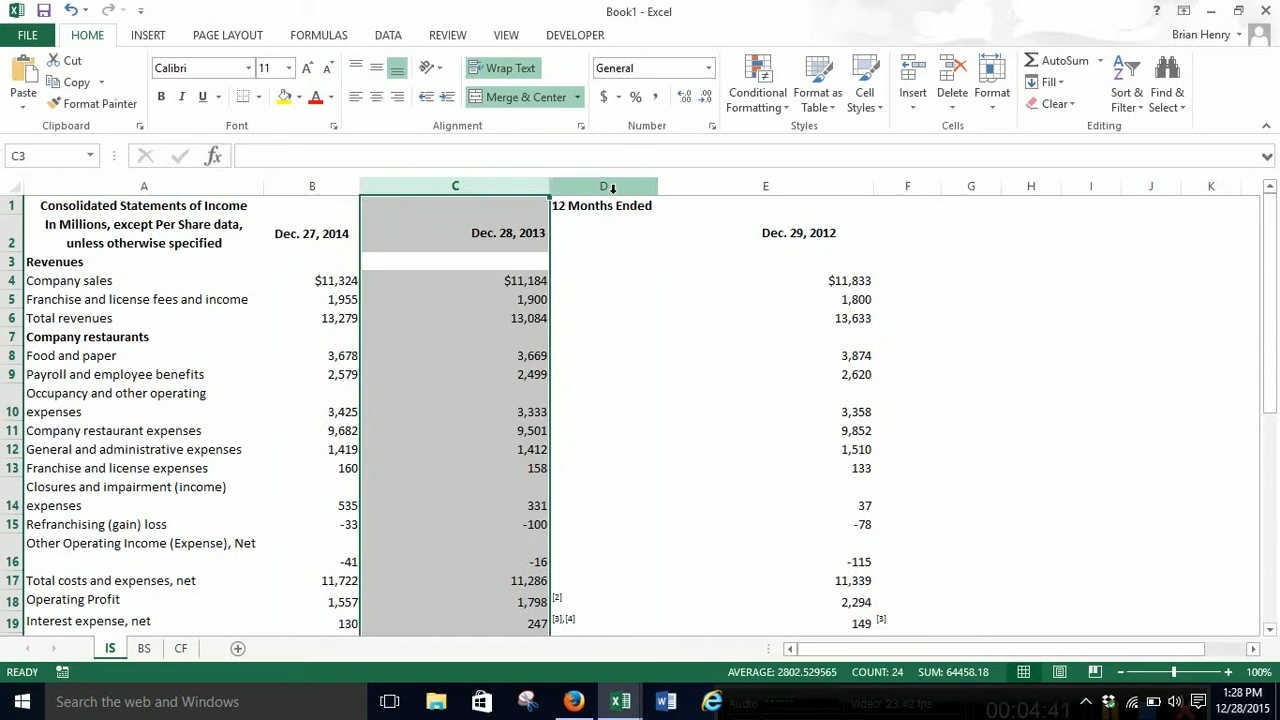 Book1 - Excel
FILE HOME INSERT PAGE LAYOUT FORMULAS DATA REVIEW VIEW DEVELOPER Brian Henry
Paste Cut Copy Format Painter
Clipboard
Calibri 11
B I U A
Font
Wrap Text
Merge & Center
Alignment
General
$ % ,
Number
Conditional Formatting Format as Table Cell Styles
Styles
Insert Delete Format
Cells
AutoSum Fill Clear Sort & Filter Find & Select
Editing
C3 fx
A B C D E F G H I J K
1 Consolidated Statements of Income 12 Months Ended
In Millions, except Per Share data,
2 unless otherwise specified Dec. 27, 2014 Dec. 28, 2013 Dec. 29, 2012
3 Revenues
4 Company sales $11,324 $11,184 $11,833
5 Franchise and license fees and income 1,955 1,900 1,800
6 Total revenues 13,279 13,084 13,633
7 Company restaurants
8 Food and paper 3,678 3,669 3,874
9 Payroll and employee benefits 2,579 2,499 2,620
Occupancy and other operating
10 expenses 3,425 3,333 3,358
11 Company restaurant expenses 9,682 9,501 9,852
12 General and administrative expenses 1,419 1,412 1,510
13 Franchise and license expenses 160 158 133
Closures and impairment (income)
14 expenses 535 331 37
15 Refranchising (gain) loss -33 -100 -78
Other Operating Income (Expense), Net
16 -41 -16 -115
17 Total costs and expenses, net 11,722 11,286 11,339
18 Operating Profit 1,557 1,798 [2] 2,294
19 Interest expense, net 130 247 [3],[4] 149 [3]
IS BS CF
READY AVERAGE: 2802.529565 COUNT: 24 SUM: 64458.18 100%
Search the web and Windows
Audio Video: 23.42 fps
00:04:41
1:28 PM
12/28/2015